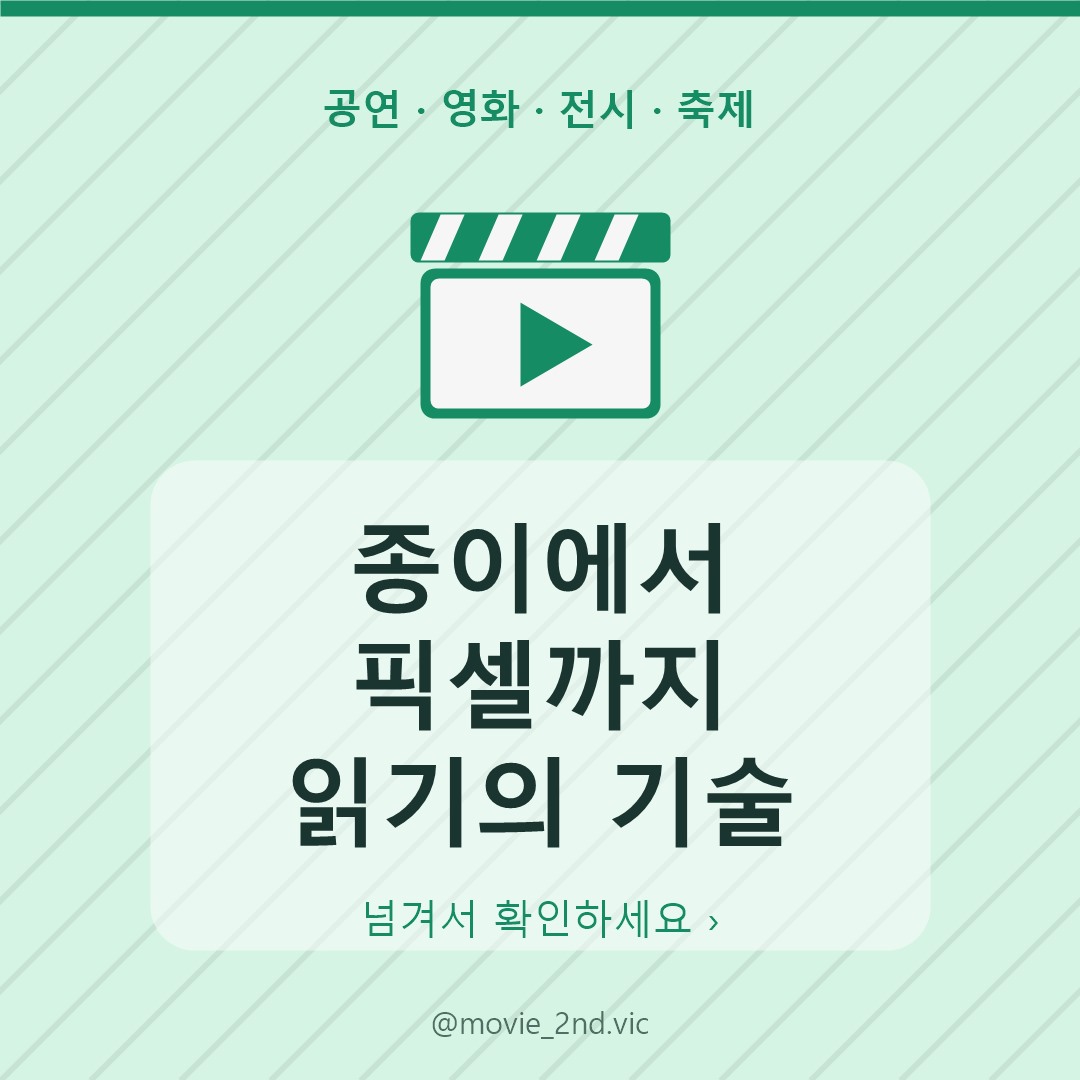 공연 · 영화 · 전시 · 축제
종이에서
픽셀까지
읽기의 기술
넘겨서 확인하세요 ›
@movie_2nd.vic